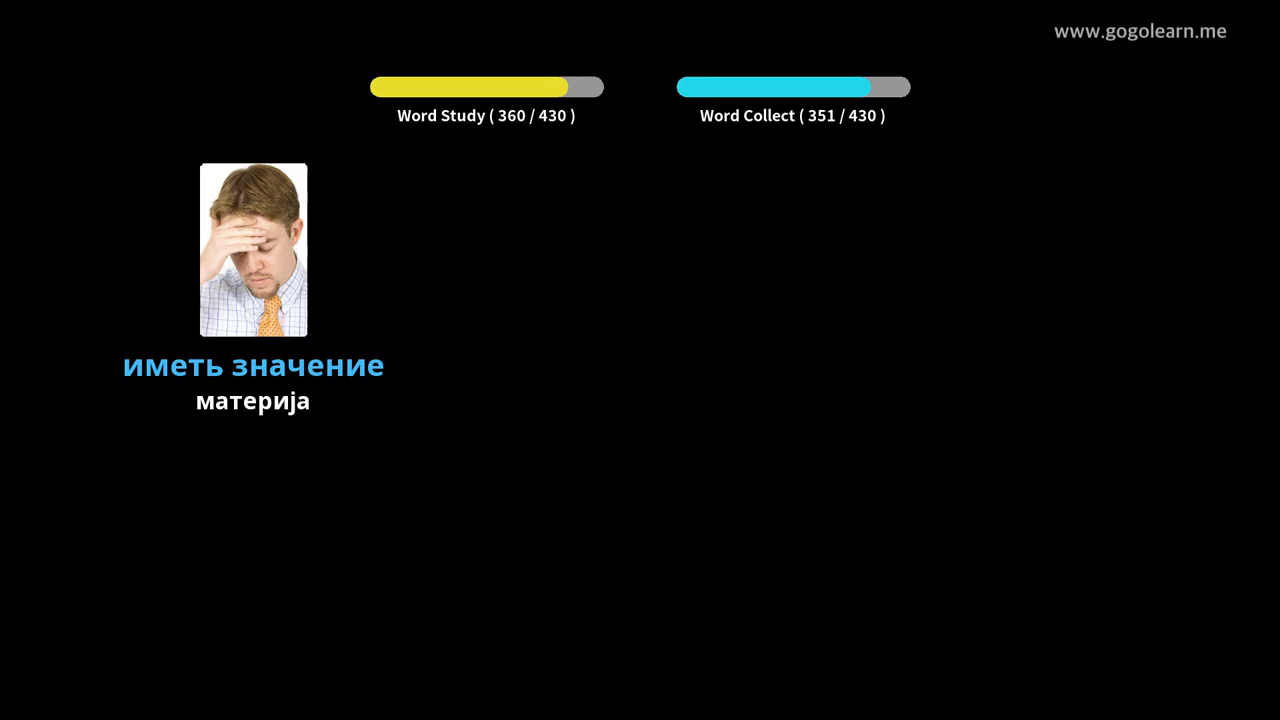 www.gogolearn.me
Word Study ( 360 / 430 )
Word Collect ( 351 / 430 )
иметь значение
материја